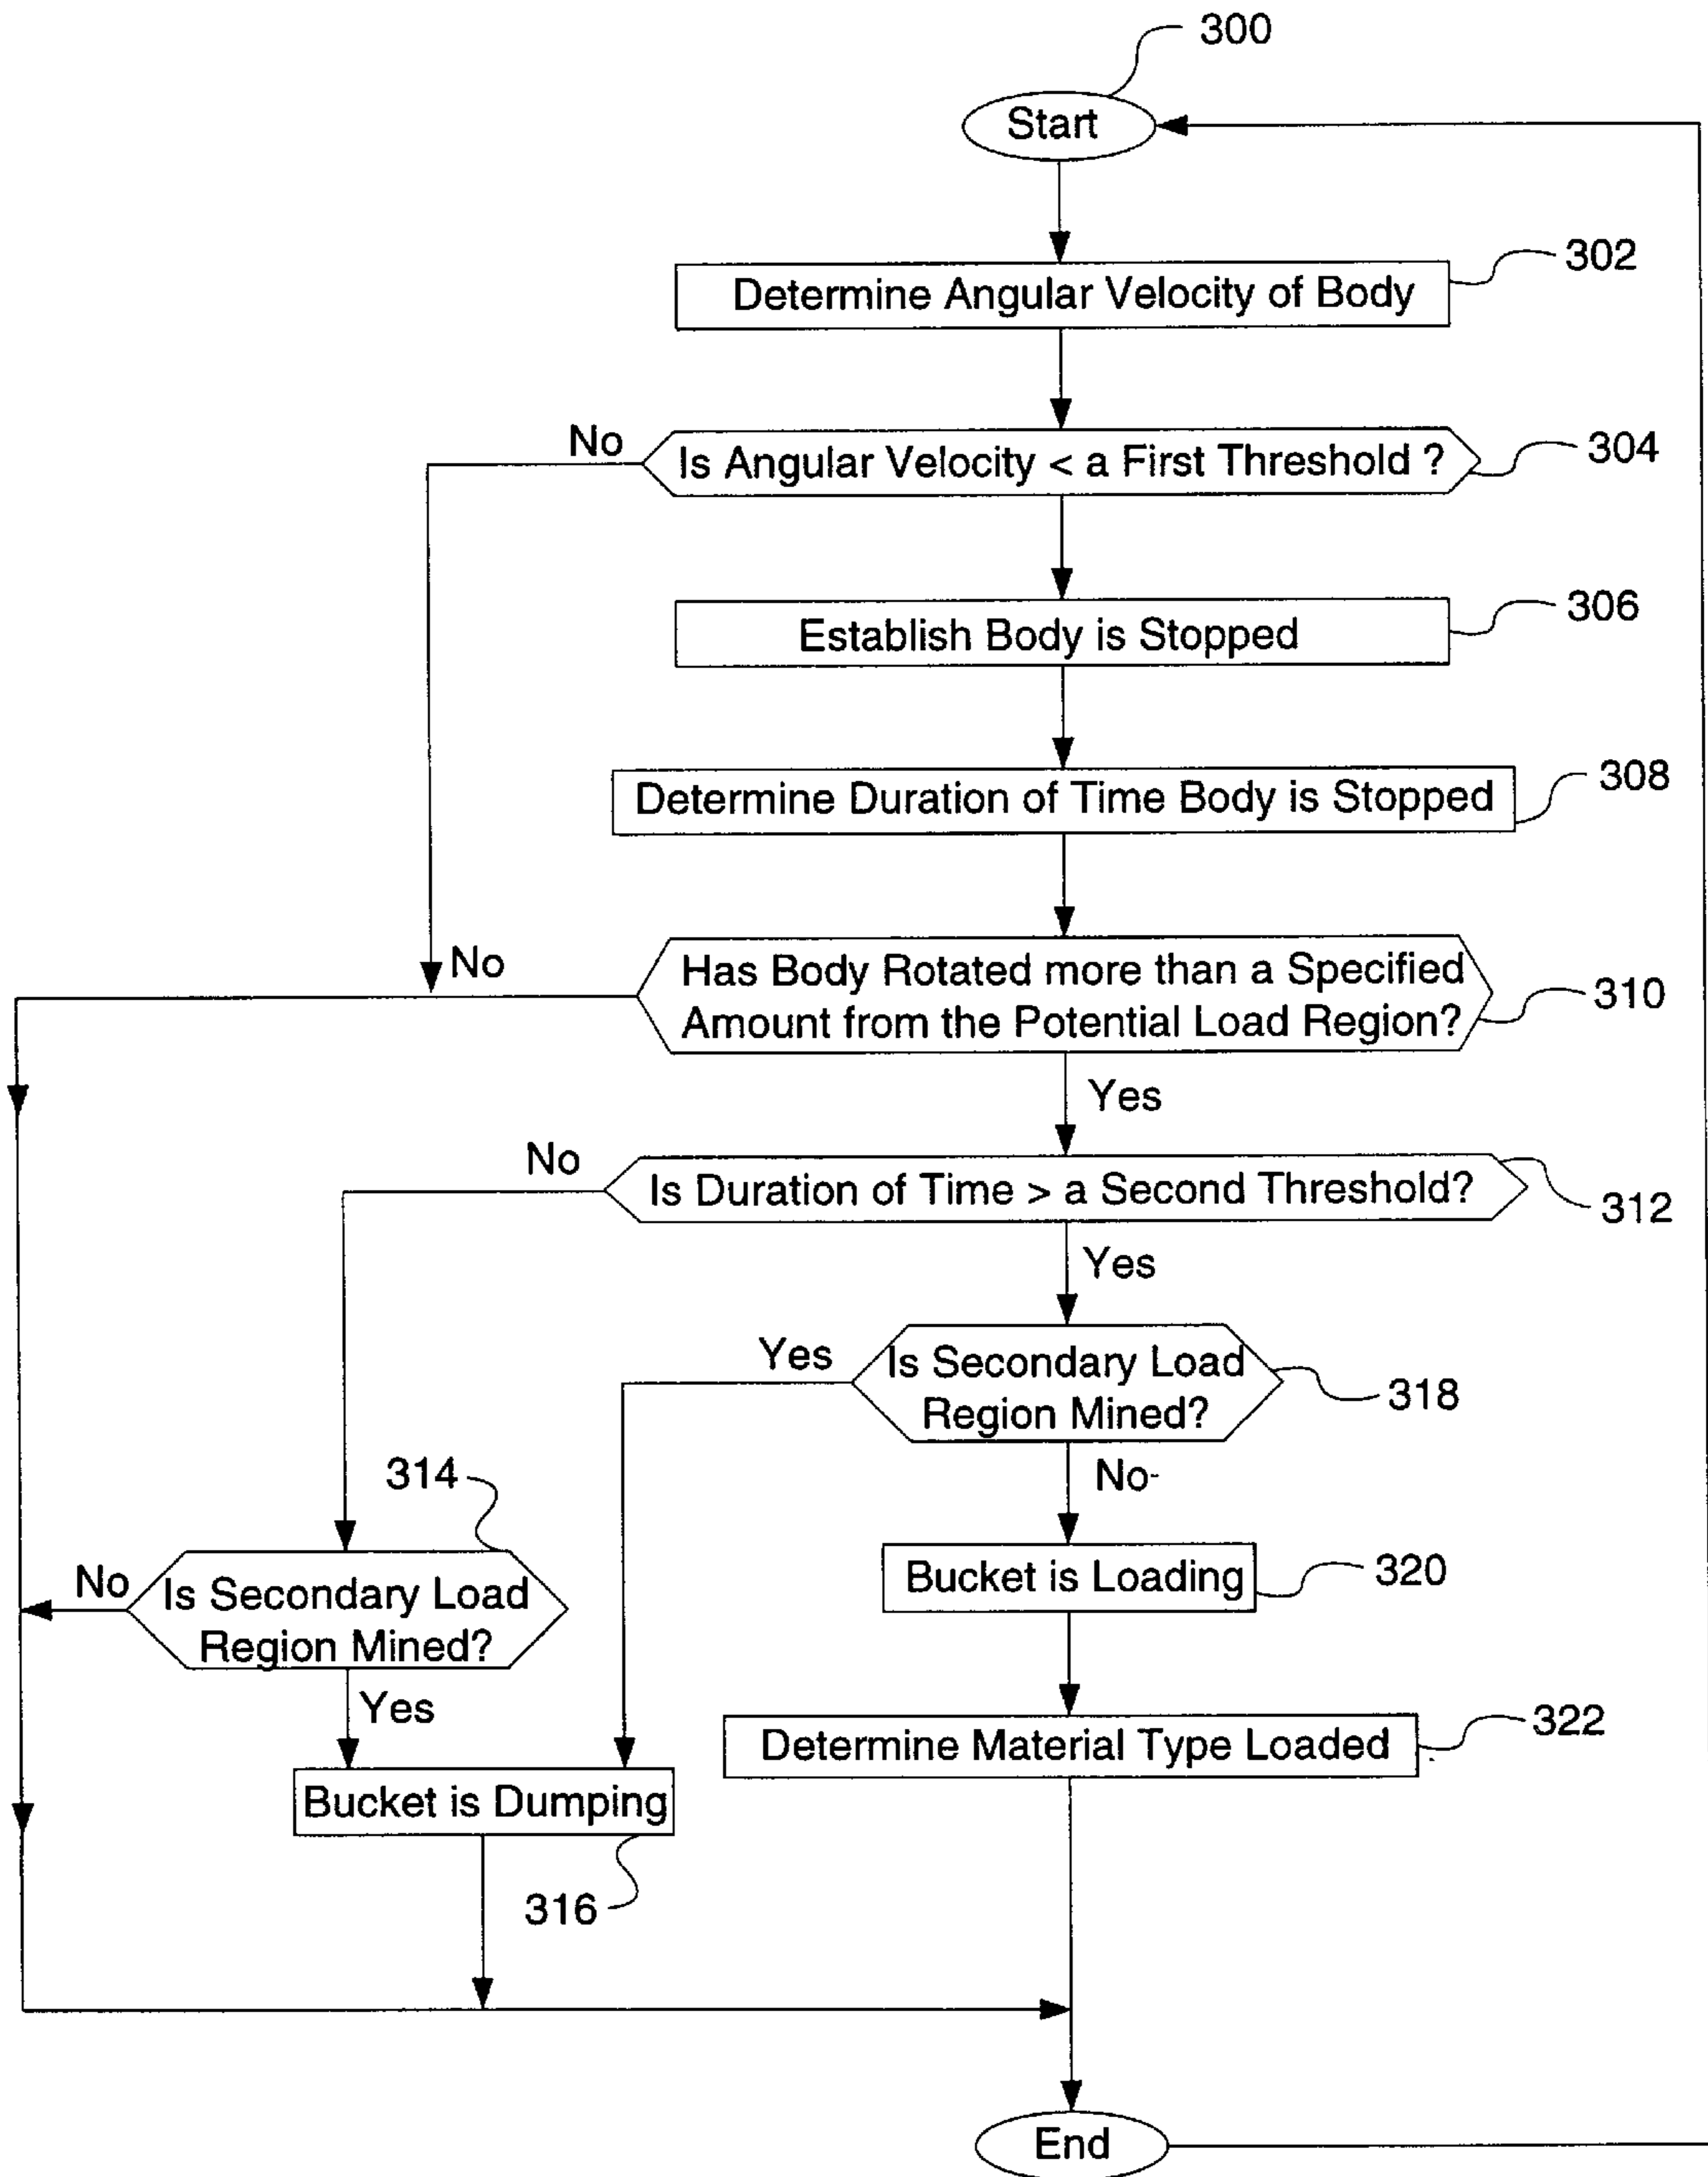 300
Start
302
Determine Angular Velocity of Body
No
Is Angular Velocity < a First Threshold ?
304
306
Establish Body is Stopped
308
Determine Duration of Time Body is Stopped
No
Has Body Rotated more than a Specified
Amount from the Potential Load Region?
310
Yes
No
Is Duration of Time > a Second Threshold?
312
Yes
Yes
Is Secondary Load
Region Mined?
318
No
314
No
Is Secondary Load
Region Mined?
Bucket is Loading
320
Yes
Determine Material Type Loaded
322
Bucket is Dumping
316
End